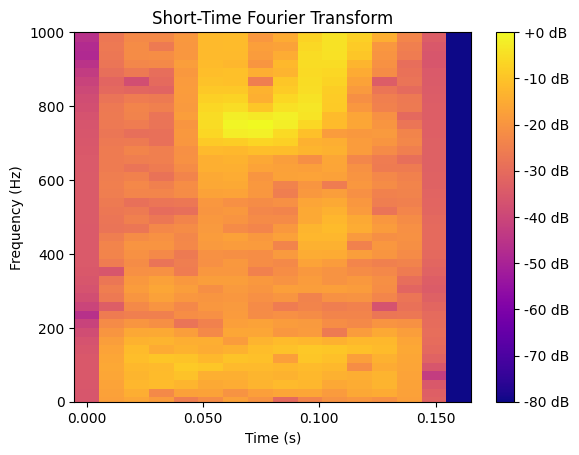 Short-Time Fourier Transform
Frequency (Hz)
1000
800
600
400
200
0
0.000
0.050
0.100
0.150
Time (s)
+0 dB
-10 dB
-20 dB
-30 dB
-40 dB
-50 dB
-60 dB
-70 dB
-80 dB